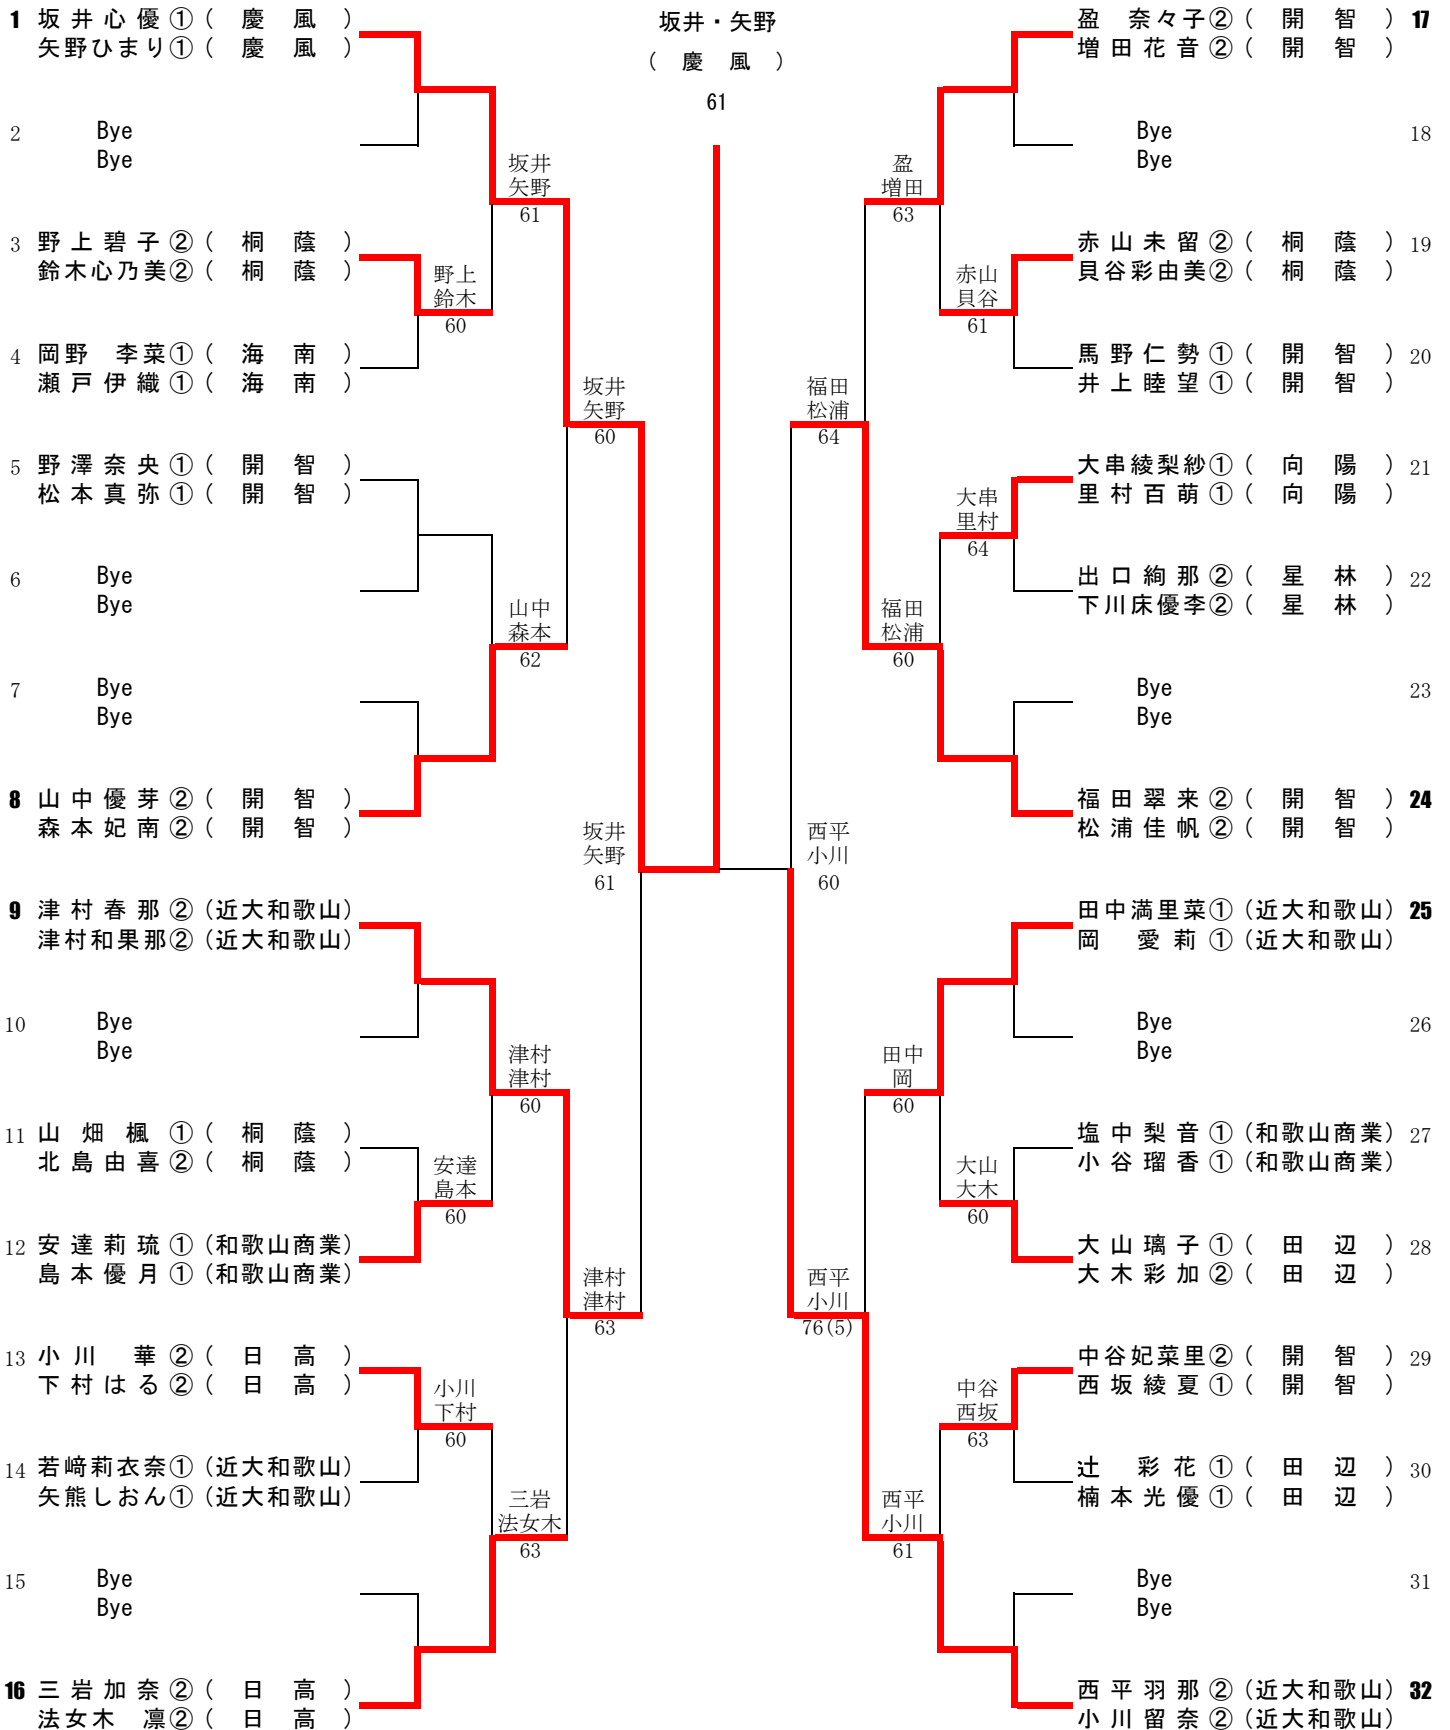 坂井・矢野
(慶風)
61
1 坂井心優①(慶風)
矢野ひまり①(慶風)
2 Bye
Bye
3 野上碧子②(桐蔭)
鈴木心乃美②(桐蔭)
4 岡野 李菜①(海南)
瀬戸伊織①(海南)
5 野澤奈央①(開智)
松本真弥①(開智)
6 Bye
Bye
7 Bye
Bye
8 山中優芽②(開智)
森本妃南②(開智)
9 津村春那②(近大和歌山)
津村和果那②(近大和歌山)
10 Bye
Bye
11 山畑楓①(桐蔭)
北島由喜②(桐蔭)
12 安達莉琉①(和歌山商業)
島本優月①(和歌山商業)
13 小川 華②(日高)
下村はる②(日高)
14 若﨑莉衣奈①(近大和歌山)
矢熊しおん①(近大和歌山)
15 Bye
Bye
16 三岩加奈②(日高)
法女木 凛②(日高)
野上
鈴木
60
安達
島本
60
小川
下村
60
坂井
矢野
61
山中
森本
62
津村
津村
60
三岩
法女木
63
坂井
矢野
60
津村
津村
63
坂井
矢野
61
西平
小川
60
福田
松浦
64
西平
小川
76(5)
盈
増田
63
福田
松浦
60
田中
岡
60
西平
小川
61
赤山
貝谷
61
大串
里村
64
大山
大木
60
中谷
西坂
63
盈 奈々子②(開智) 17
増田花音②(開智)
Bye 18
Bye
赤山未留②(桐蔭) 19
貝谷彩由美②(桐蔭)
馬野仁勢①(開智) 20
井上睦望①(開智)
大串綾梨紗①(向陽) 21
里村百萌①(向陽)
出口絢那②(星林) 22
下川床優李②(星林)
Bye 23
Bye
福田翠来②(開智) 24
松浦佳帆②(開智)
田中満里菜①(近大和歌山) 25
岡 愛莉①(近大和歌山)
Bye 26
Bye
塩中梨音①(和歌山商業) 27
小谷瑠香①(和歌山商業)
大山璃子①(田辺) 28
大木彩加②(田辺)
中谷妃菜里②(開智) 29
西坂綾夏①(開智)
辻 彩花①(田辺) 30
楠本光優①(田辺)
Bye 31
Bye
西平羽那②(近大和歌山) 32
小川留奈②(近大和歌山)